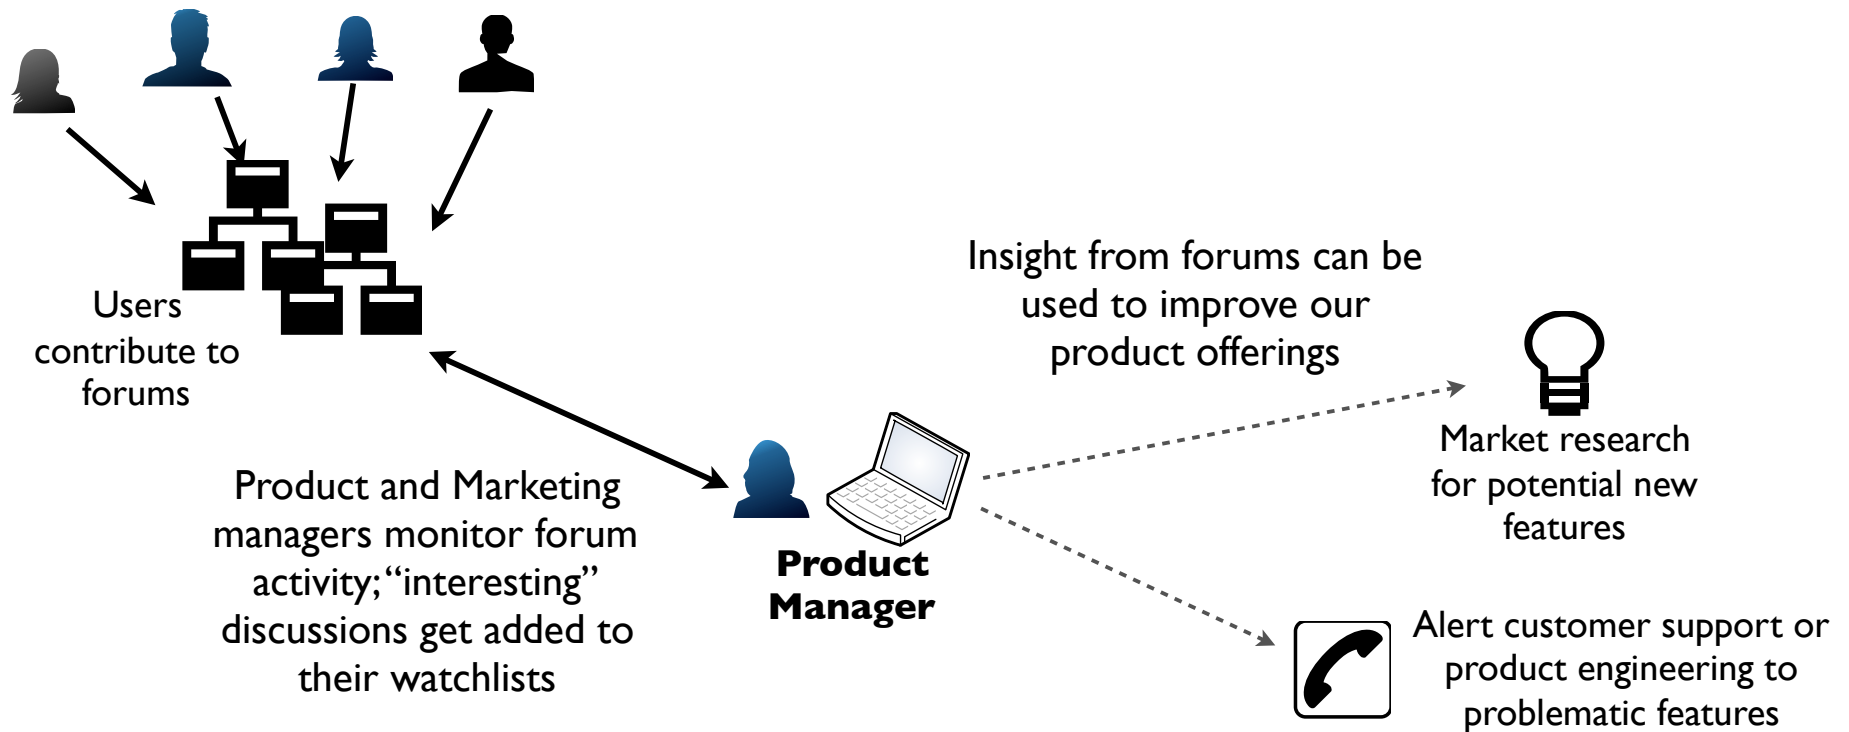 Users
contribute to
forums
Product and Marketing
managers monitor forum
activity; “interesting”
discussions get added to
their watchlists
Product
Manager
Insight from forums can be
used to improve our
product offerings
Market research
for potential new
features
Alert customer support or
product engineering to
problematic features